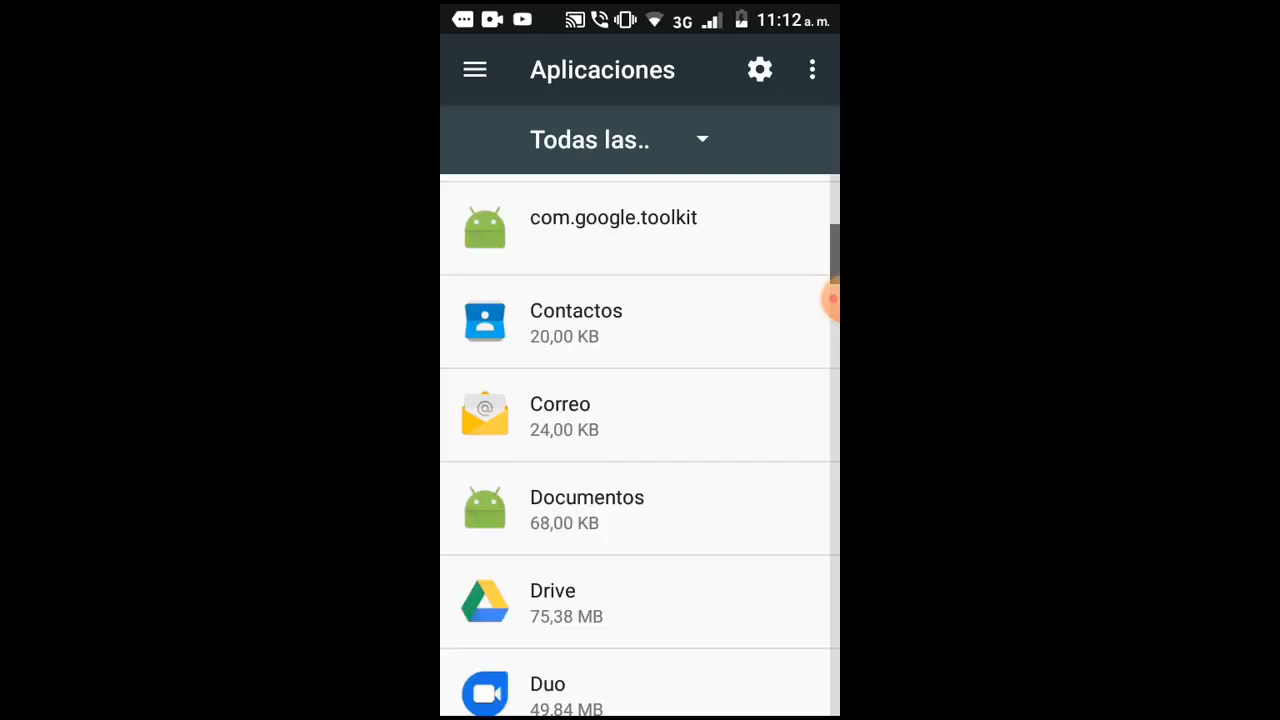 3G 11:12 a. m.
Aplicaciones
Todas las..
com.google.toolkit
Contactos
20,00 KB
Correo
24,00 KB
Documentos
68,00 KB
Drive
75,38 MB
Duo
49,84 MB